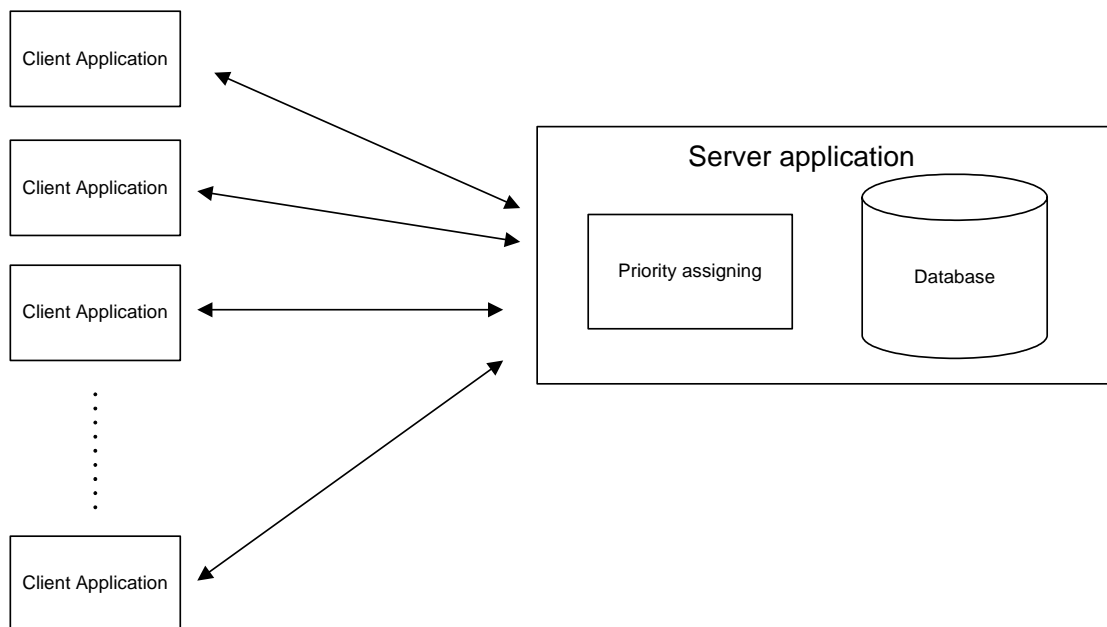 Client Application
Client Application
Client Application
Client Application
Server application
Priority assigning
Database